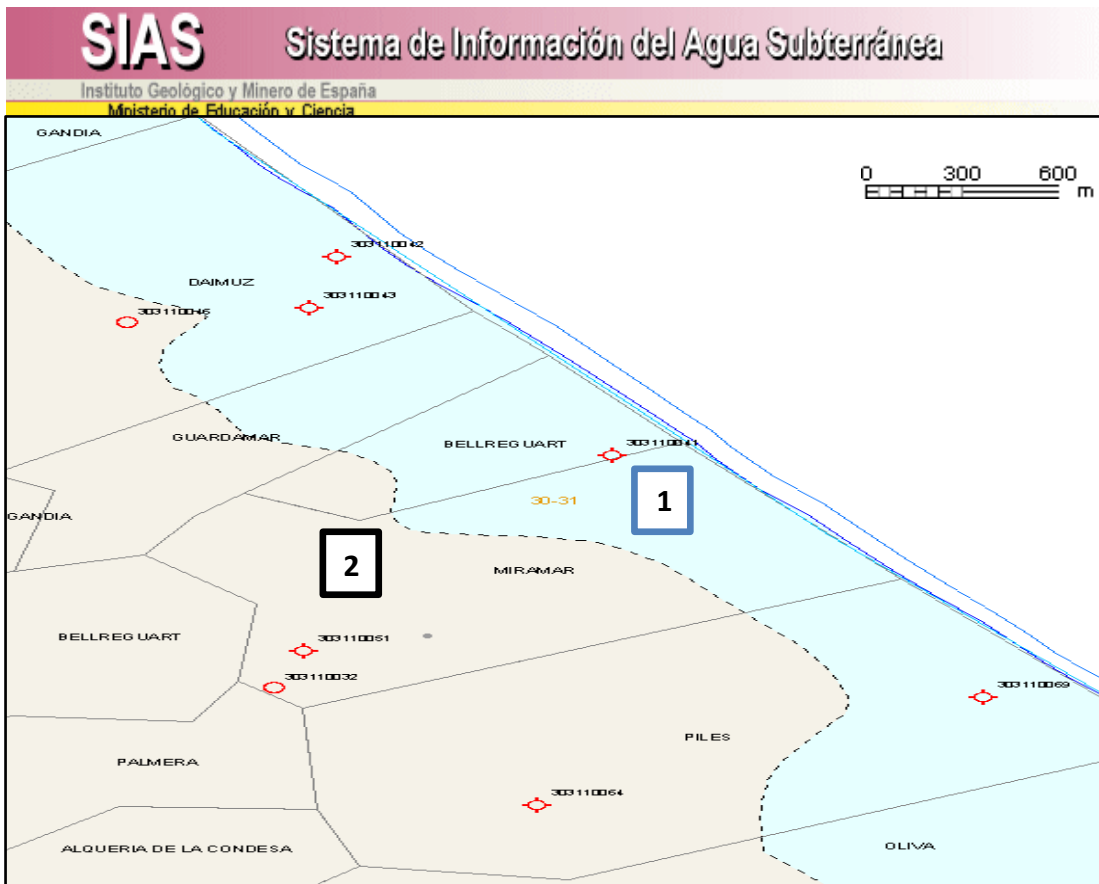 SIAS Sistema de Información del Agua Subterránea
Instituto Geológico y Minero de España
Ministerio de Educación y Ciencia
GANDIA
0 300 600 m
303110042
DAIMUZ
303110043
303110046
GUARDAMAR
BELLREGUART
303110041
30-31
1
GANDIA
2
MIRAMAR
BELLREGUART
303110051
303110032
303110069
PILES
PALMERA
303110064
ALQUERIA DE LA CONDESA
OLIVA